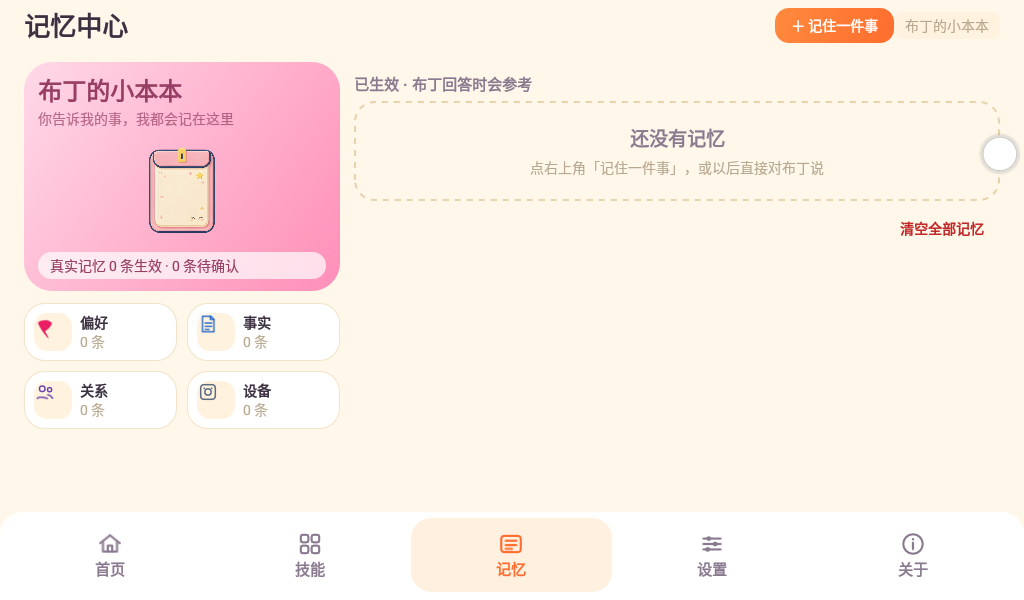 记忆中心
＋ 记住一件事
布丁的小本本
布丁的小本本
你告诉我的事，我都会记在这里
真实记忆 0 条生效 · 0 条待确认
偏好
0 条
事实
0 条
关系
0 条
设备
0 条
已生效 · 布丁回答时会参考
还没有记忆
点右上角「记住一件事」，或以后直接对布丁说
清空全部记忆
首页
技能
记忆
设置
关于